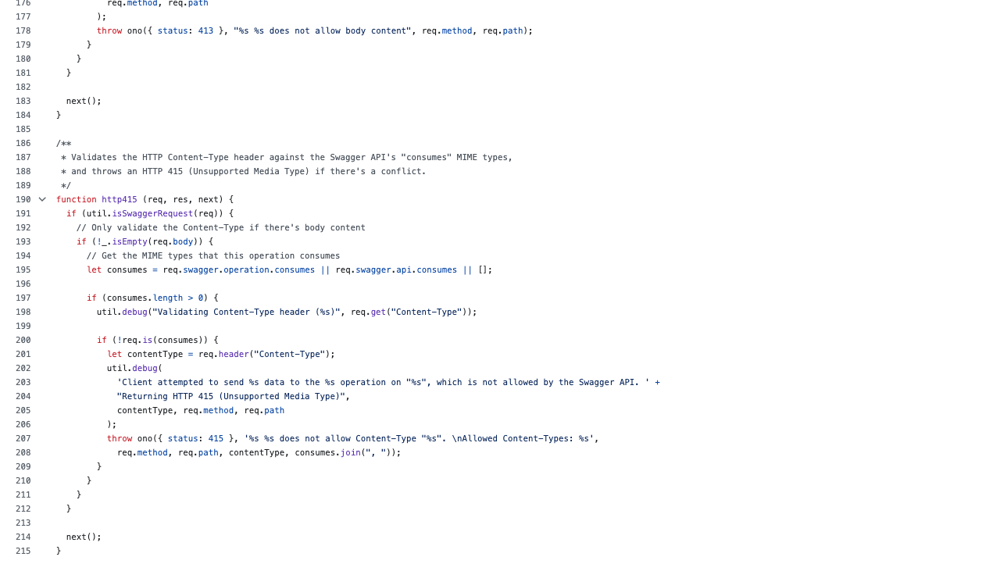 176               req.method, req.path
177             );
178             throw ono({ status: 413 }, "%s %s does not allow body content", req.method, req.path);
179           }
180         }
181       }
182
183       next();
184     }
185
186     /**
187      * Validates the HTTP Content-Type header against the Swagger API's "consumes" MIME types,
188      * and throws an HTTP 415 (Unsupported Media Type) if there's a conflict.
189      */
190     function http415 (req, res, next) {
191       if (util.isSwaggerRequest(req)) {
192         // Only validate the Content-Type if there's body content
193         if (!_.isEmpty(req.body)) {
194           // Get the MIME types that this operation consumes
195           let consumes = req.swagger.operation.consumes || req.swagger.api.consumes || [];
196
197           if (consumes.length > 0) {
198             util.debug("Validating Content-Type header (%s)", req.get("Content-Type"));
199
200             if (!req.is(consumes)) {
201               let contentType = req.header("Content-Type");
202               util.debug(
203                 'Client attempted to send %s data to the %s operation on "%s", which is not allowed by the Swagger API. ' +
204                 "Returning HTTP 415 (Unsupported Media Type)",
205                 contentType, req.method, req.path
206               );
207               throw ono({ status: 415 }, '%s %s does not allow Content-Type "%s". \nAllowed Content-Types: %s',
208                 req.method, req.path, contentType, consumes.join(", "));
209             }
210           }
211         }
212       }
213
214       next();
215     }